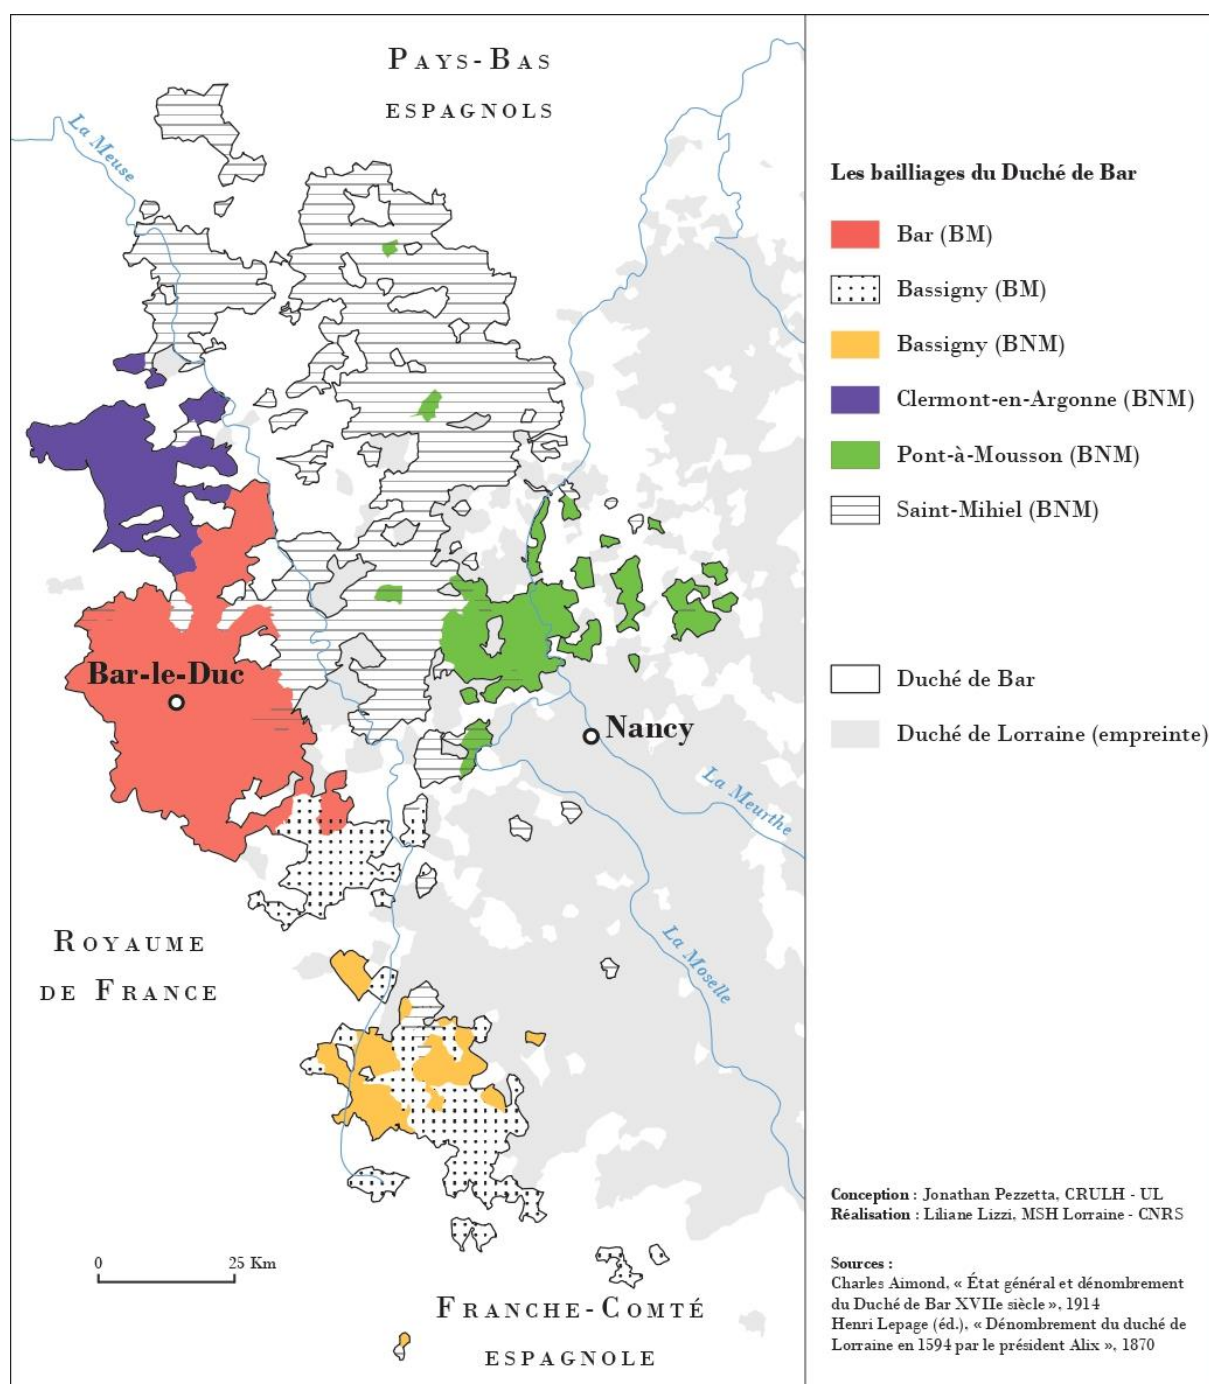 PAYS-BAS
ESPAGNOLS
La Meuse
Bar-le-Duc
Nancy
La Meurthe
La Moselle
ROYAUME
DE FRANCE
0 25 Km
FRANCHE-COMTÉ
ESPAGNOLE
Les bailliages du Duché de Bar
Bar (BM)
Bassigny (BM)
Bassigny (BNM)
Clermont-en-Argonne (BNM)
Pont-à-Mousson (BNM)
Saint-Mihiel (BNM)
Duché de Bar
Duché de Lorraine (empreinte)
Conception : Jonathan Pezzetta, CRULH - UL
Réalisation : Liliane Lizzi, MSH Lorraine - CNRS
Sources :
Charles Aimond, « État général et dénombrement
du Duché de Bar XVIIe siècle », 1914
Henri Lepage (éd.), « Dénombrement du duché de
Lorraine en 1594 par le président Alix », 1870